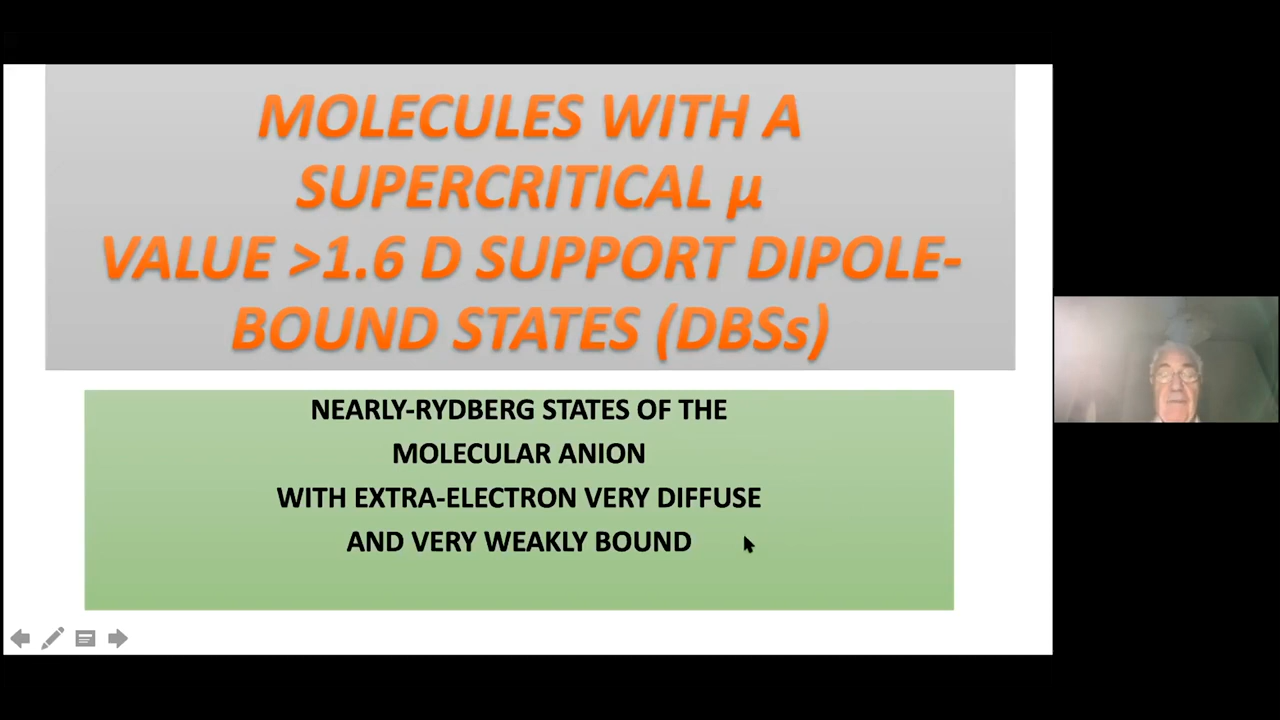 MOLECULES WITH A
SUPERCRITICAL μ
VALUE >1.6 D SUPPORT DIPOLE-
BOUND STATES (DBSs)
NEARLY-RYDBERG STATES OF THE
MOLECULAR ANION
WITH EXTRA-ELECTRON VERY DIFFUSE
AND VERY WEAKLY BOUND